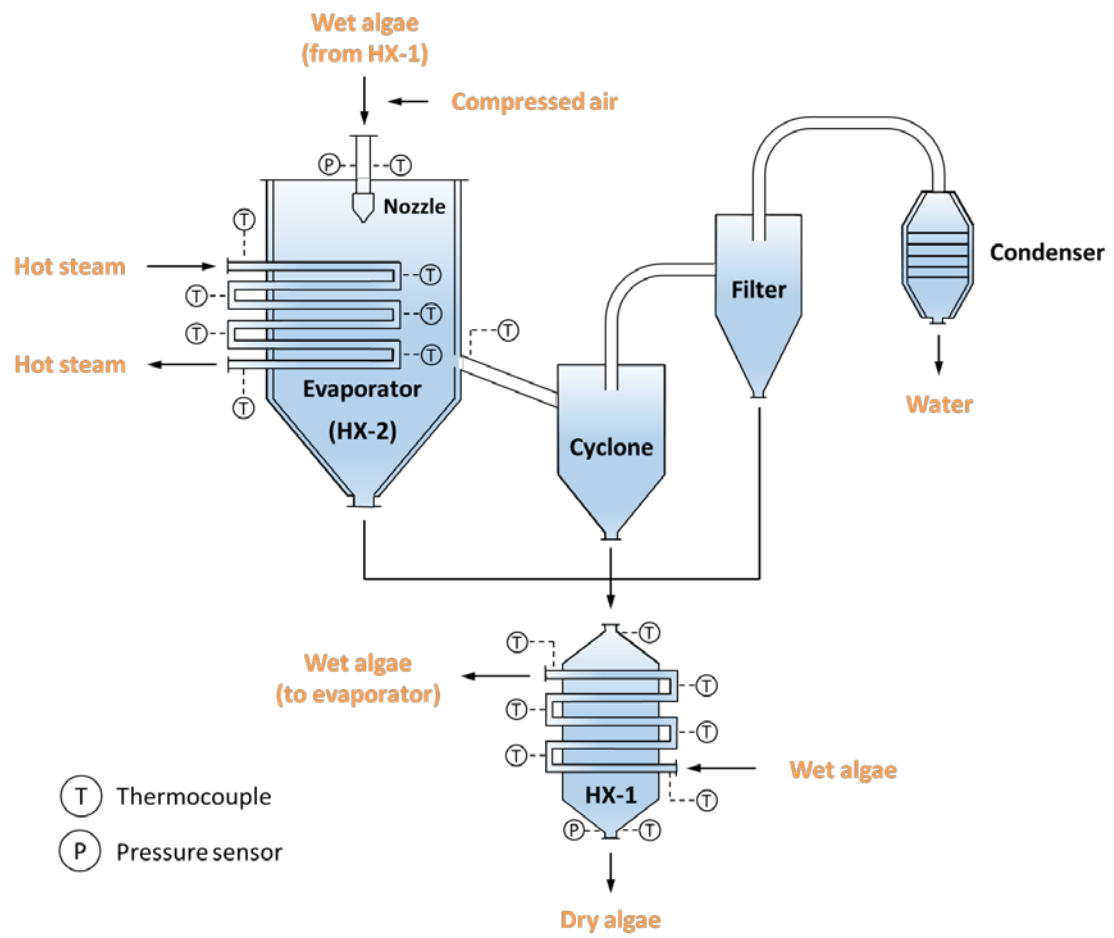 Wet algae
(from HX-1)
Compressed air
P
T
Nozzle
T
Hot steam
T
T
T
T
T
Hot steam
T
T
T
Evaporator
(HX-2)
Cyclone
Filter
Condenser
Water
T
T
Wet algae
(to evaporator)
T
T
T
T
Wet algae
HX-1
T
P
T
Dry algae
T Thermocouple
P Pressure sensor